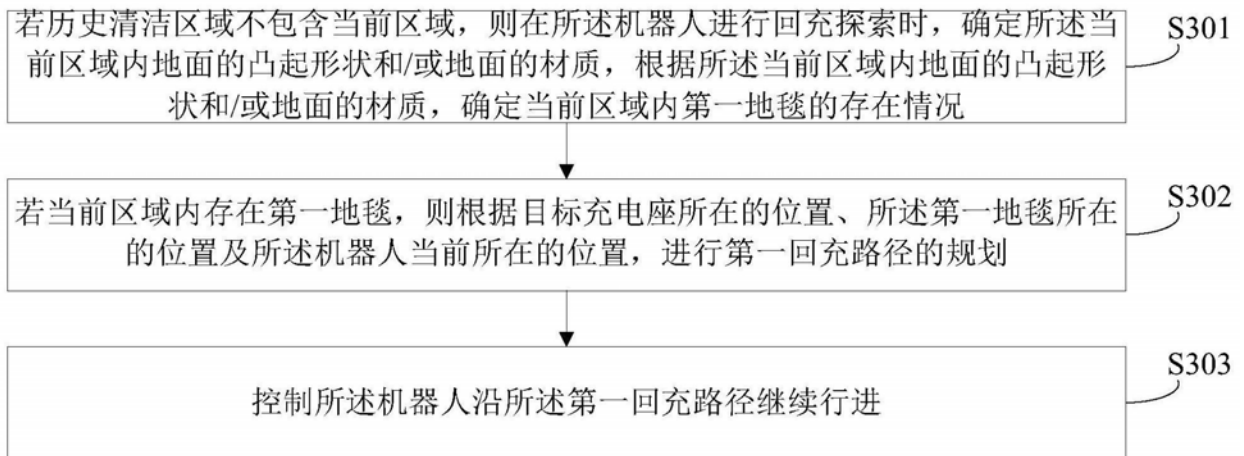 若历史清洁区域不包含当前区域，则在所述机器人进行回充探索时，确定所述当
前区域内地面的凸起形状和/或地面的材质，根据所述当前区域内地面的凸起形
状和/或地面的材质，确定当前区域内第一地毯的存在情况
S301
若当前区域内存在第一地毯，则根据目标充电座所在的位置、所述第一地毯所在
的位置及所述机器人当前所在的位置，进行第一回充路径的规划
S302
控制所述机器人沿所述第一回充路径继续行进
S303